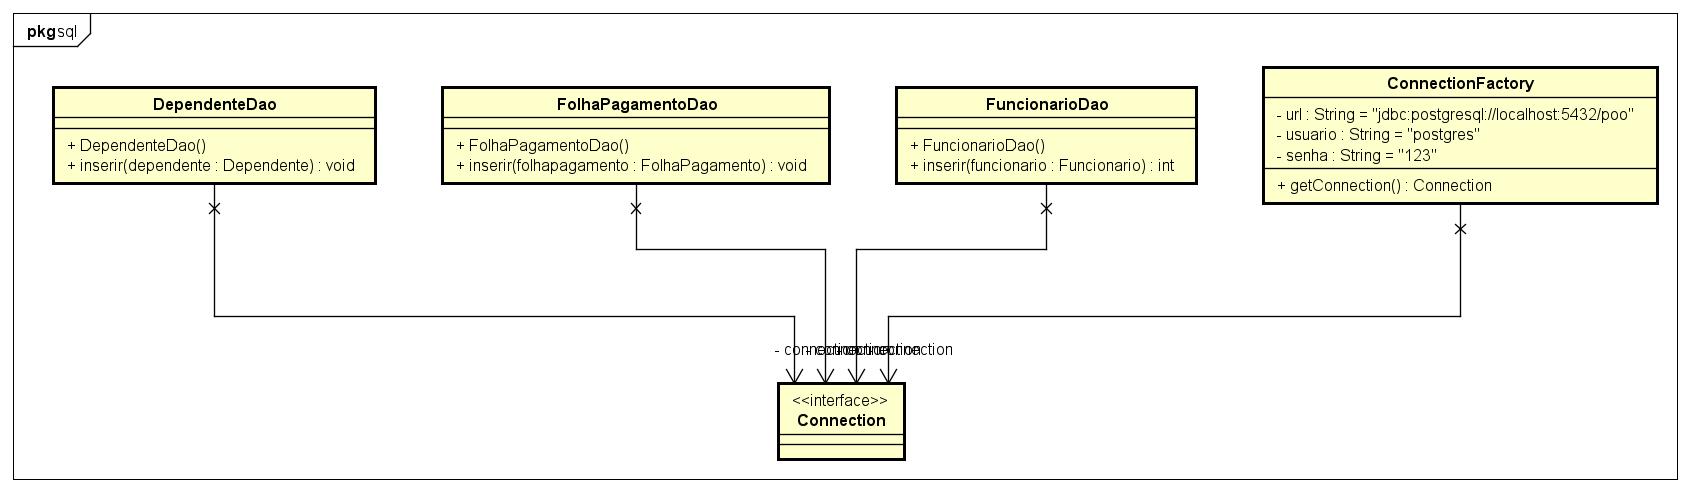 pkg sql
DependenteDao
+ DependenteDao()
+ inserir(dependente : Dependente) : void
FolhaPagamentoDao
+ FolhaPagamentoDao()
+ inserir(folhapagamento : FolhaPagamento) : void
FuncionarioDao
+ FuncionarioDao()
+ inserir(funcionario : Funcionario) : int
ConnectionFactory
- url : String = "jdbc:postgresql://localhost:5432/poo"
- usuario : String = "postgres"
- senha : String = "123"
+ getConnection() : Connection
- connection
- connection
- connection
- connection
<<interface>>
Connection